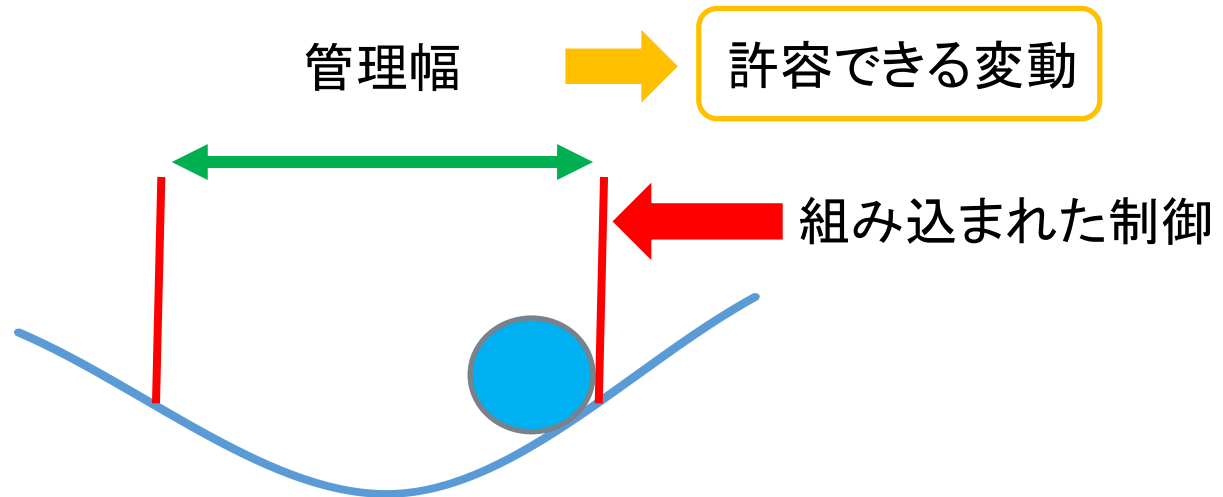 管理幅
許容できる変動
組み込まれた制御